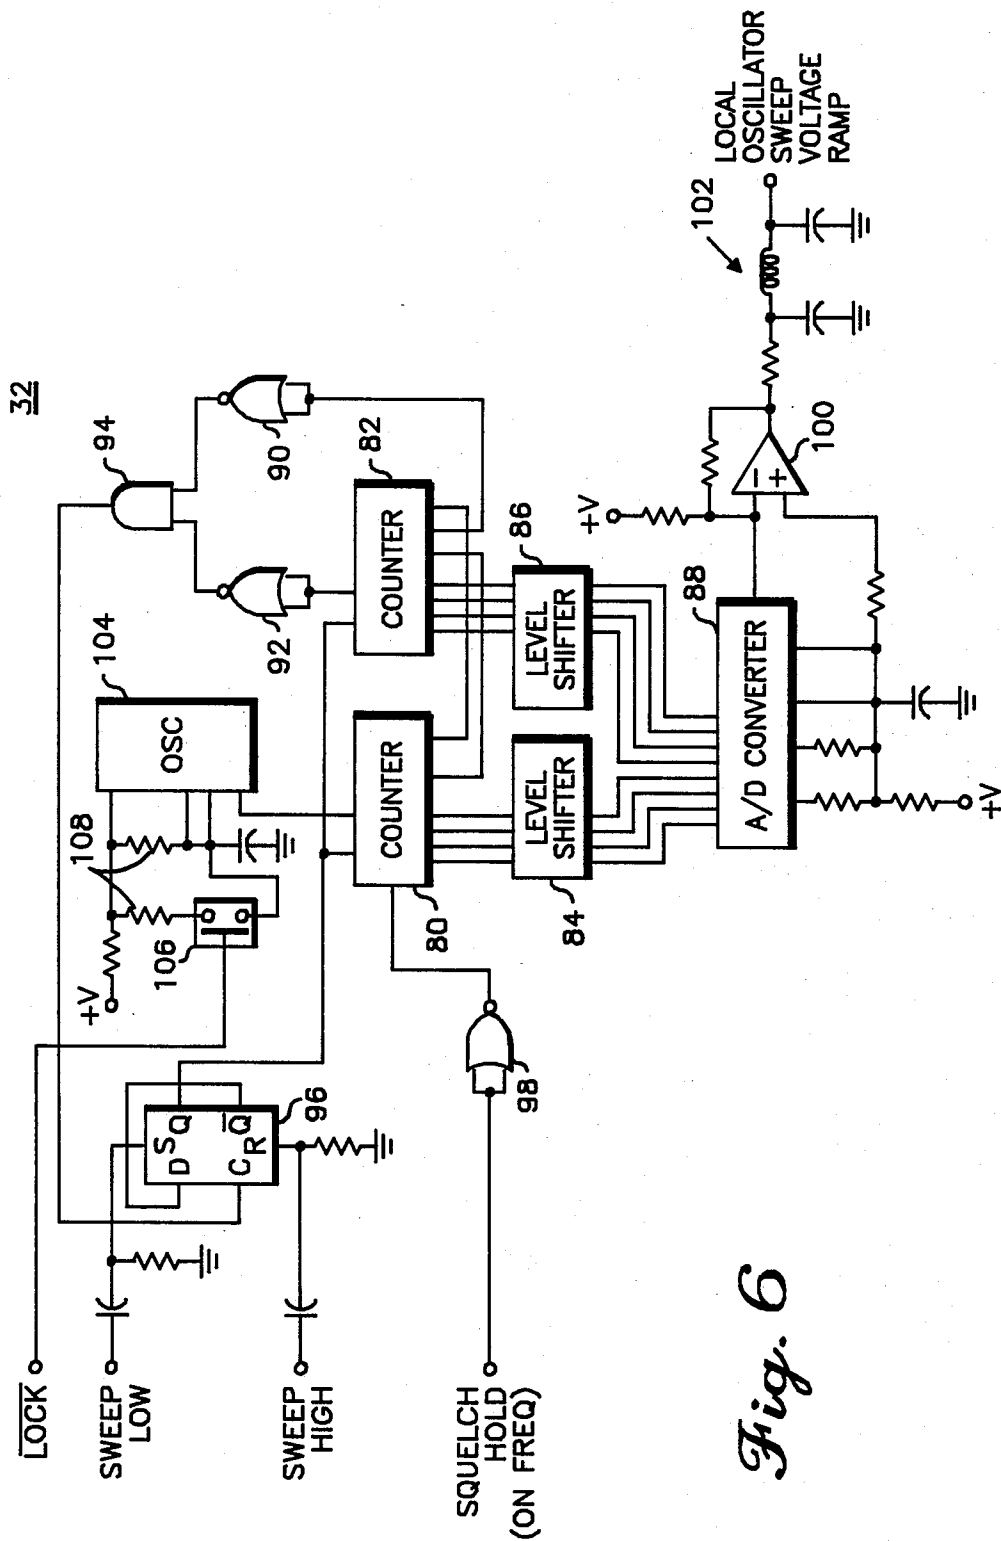 32
LOCK
SWEEP
LOW
SWEEP
HIGH
SQUELCH
HOLD
(ON FREQ)
+V
108
106
OSC
104
94
90
92
S
D
Q
Q
C
R
96
98
COUNTER
80
COUNTER
82
LEVEL
SHIFTER
84
LEVEL
SHIFTER
86
A/D CONVERTER
88
+V
+V
−
+
100
102
LOCAL
OSCILLATOR
SWEEP
VOLTAGE
RAMP
Fig. 6